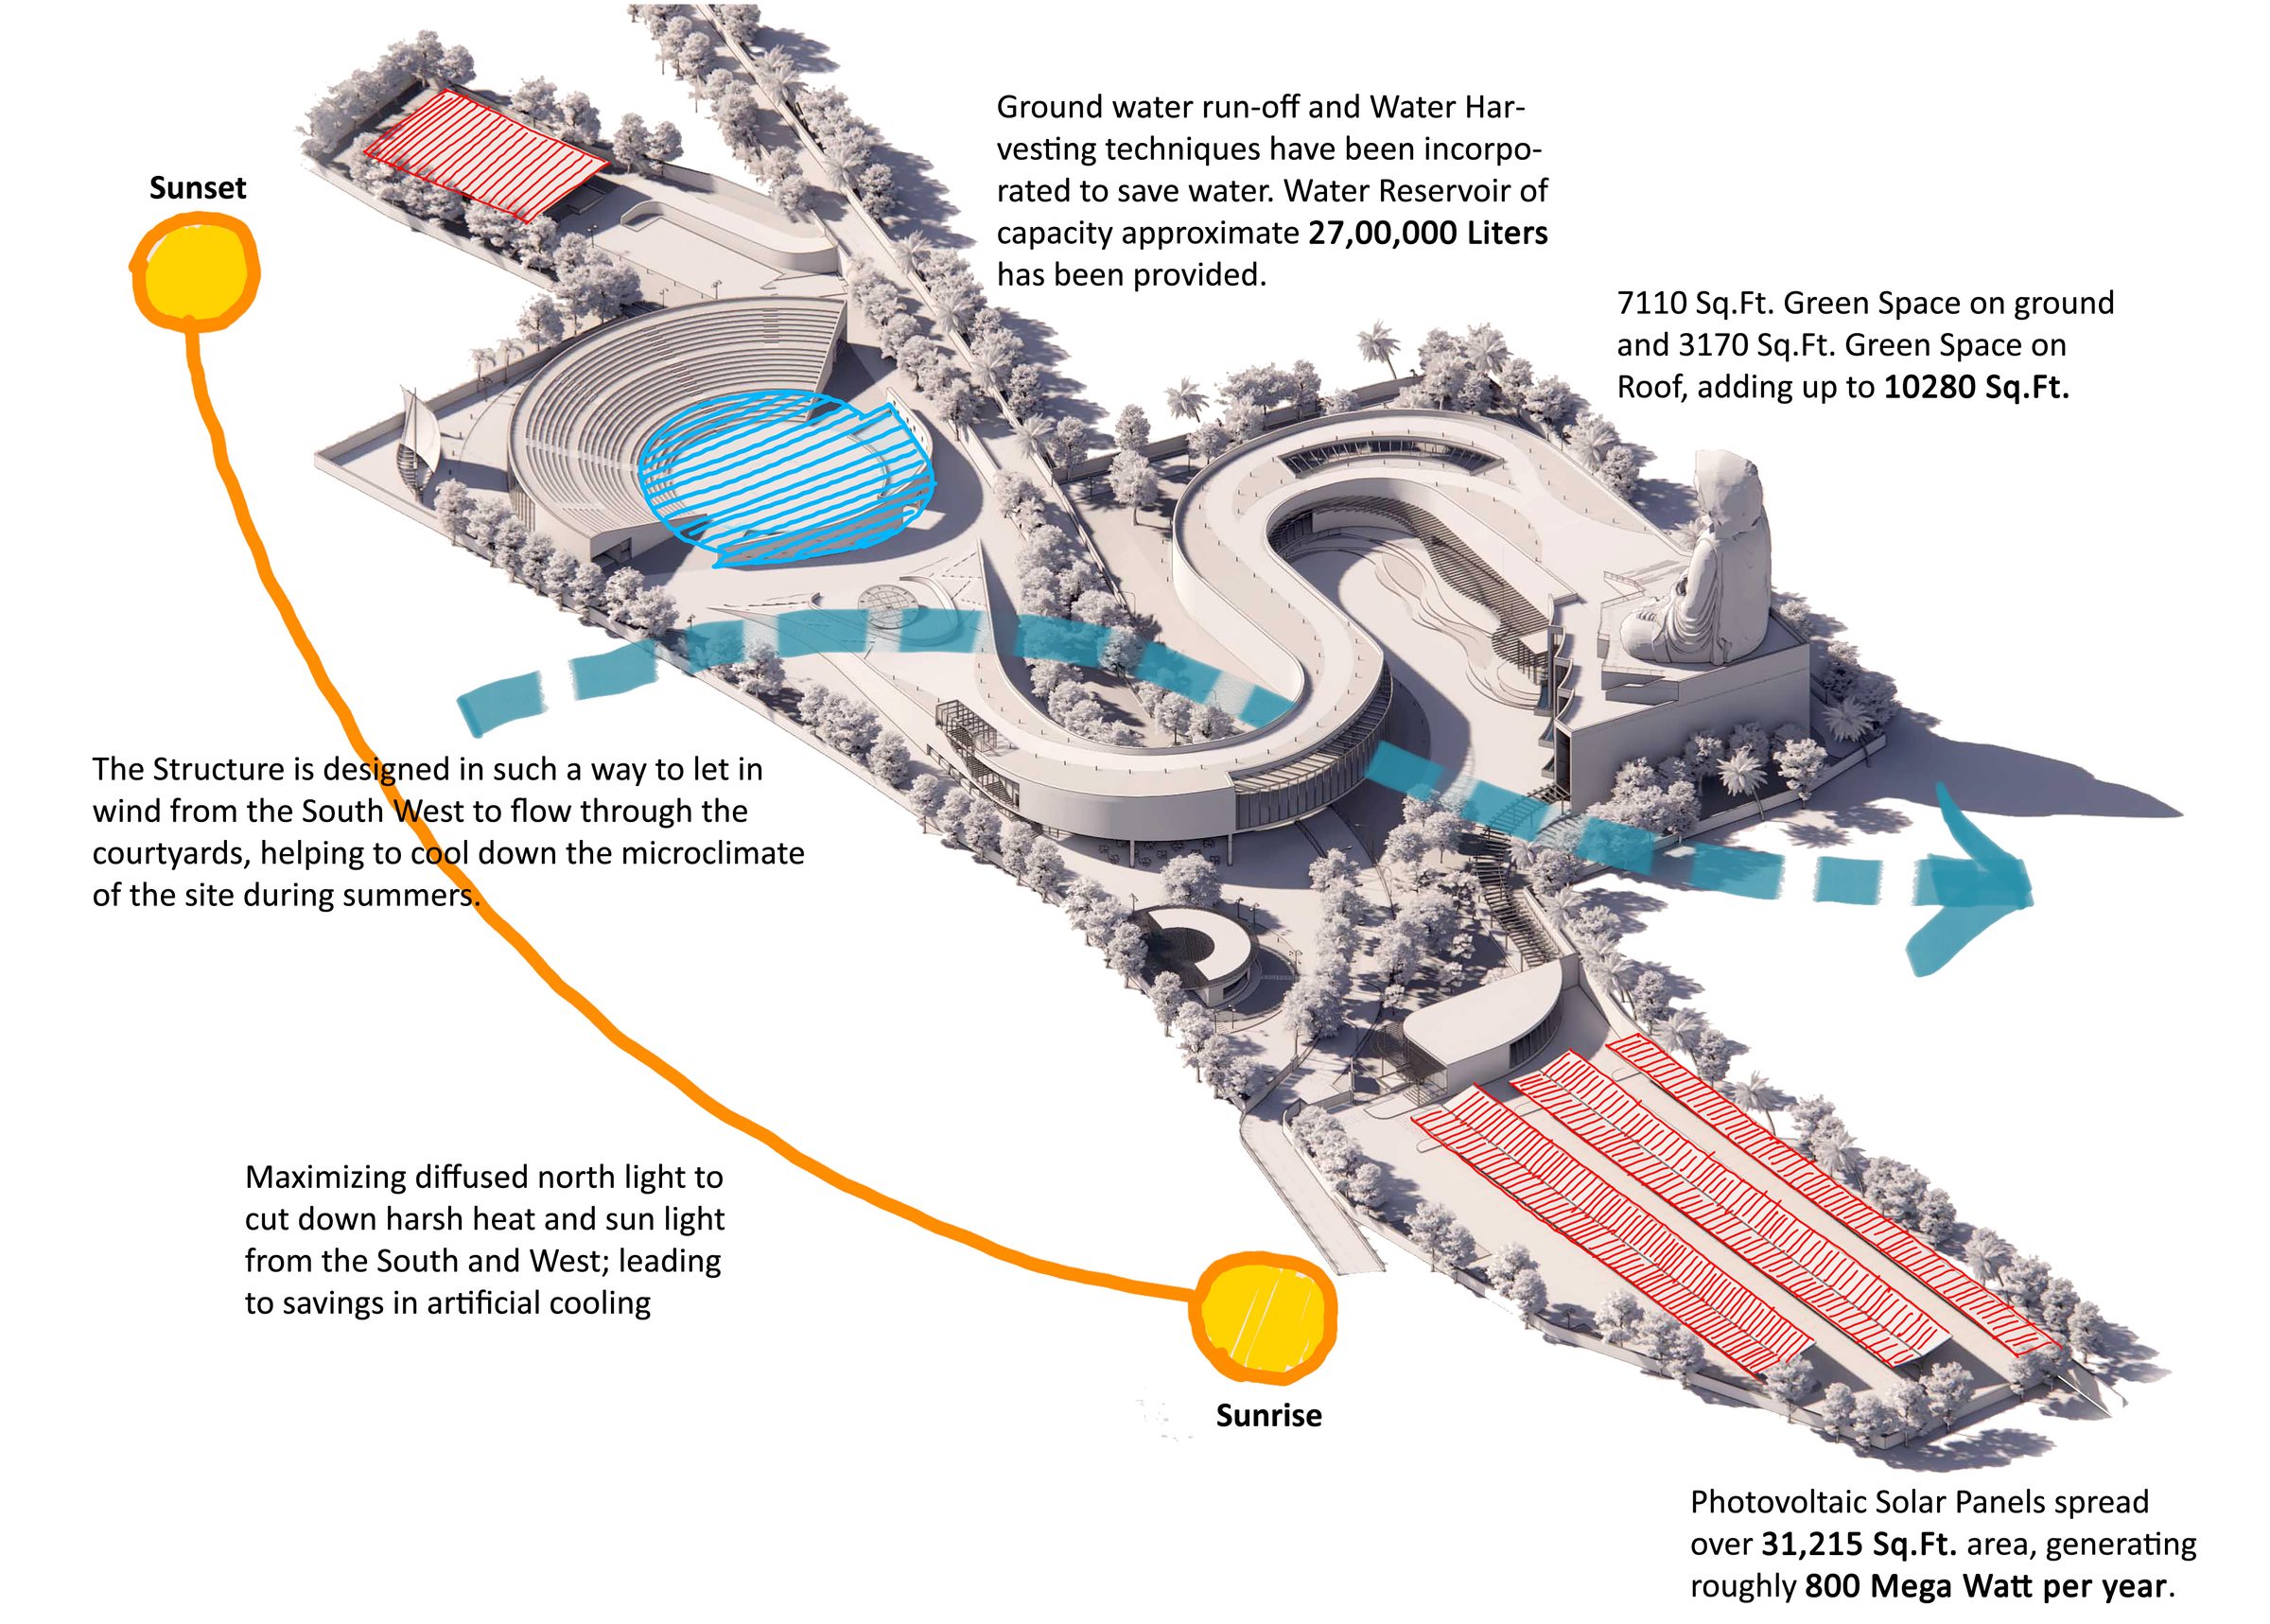 Sunset
Ground water run-off and Water Har-
vesting techniques have been incorpo-
rated to save water. Water Reservoir of
capacity approximate 27,00,000 Liters
has been provided.
7110 Sq.Ft. Green Space on ground
and 3170 Sq.Ft. Green Space on
Roof, adding up to 10280 Sq.Ft.
The Structure is designed in such a way to let in
wind from the South West to flow through the
courtyards, helping to cool down the microclimate
of the site during summers.
Maximizing diffused north light to
cut down harsh heat and sun light
from the South and West; leading
to savings in artificial cooling
Sunrise
Photovoltaic Solar Panels spread
over 31,215 Sq.Ft. area, generating
roughly 800 Mega Watt per year.